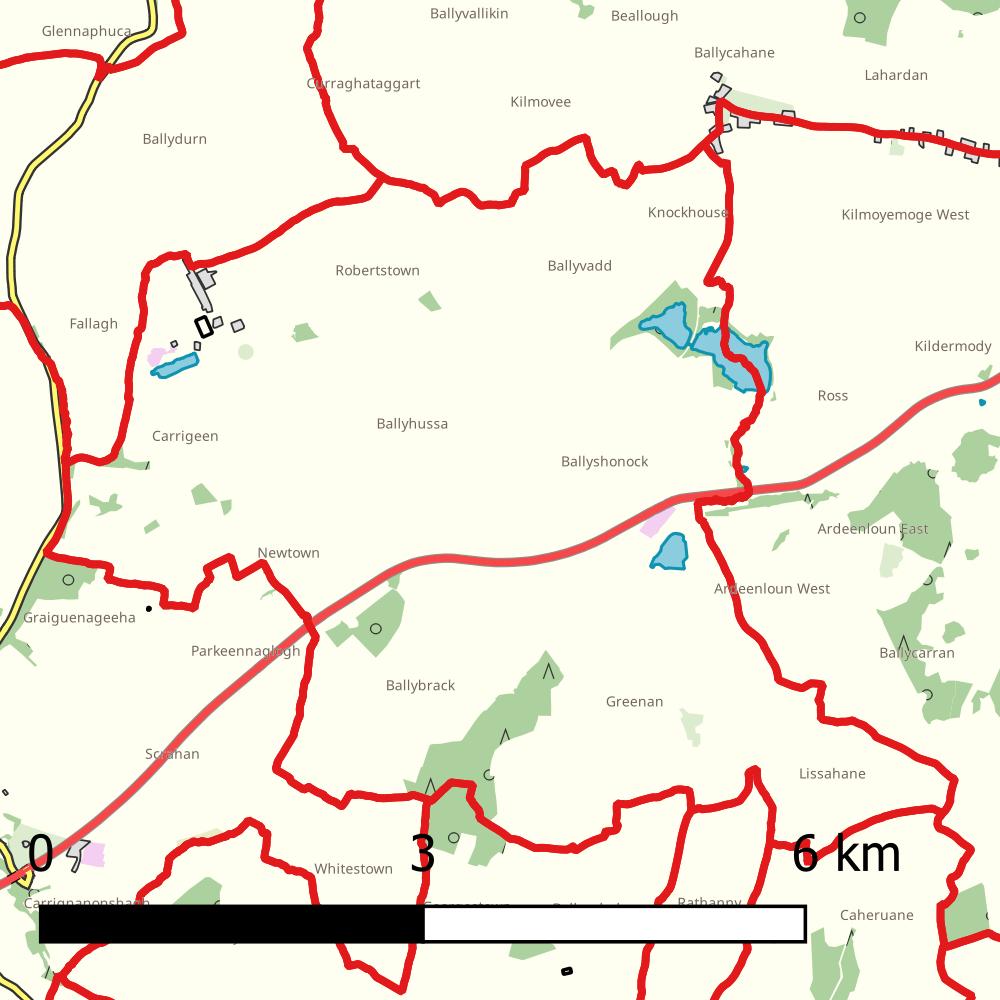 Ballyvallikin
Beallough
Glennaphuca
Ballycahane
Lahardan
Curraghataggart
Kilmovee
Ballydurn
Knockhouse
Kilmoyemoge West
Robertstown
Ballyvadd
Fallagh
Kildermody
Ross
Ballyhussa
Carrigeen
Ballyshonock
Ardeenloun East
Newtown
Ardeenloun West
Graiguenageeha
Parkeennaglogh
Ballycarran
Ballybrack
Greenan
Scrahan
Lissahane
0 3 6 km
Whitestown
Carrignanonshagh
Rathanny
Caheruane